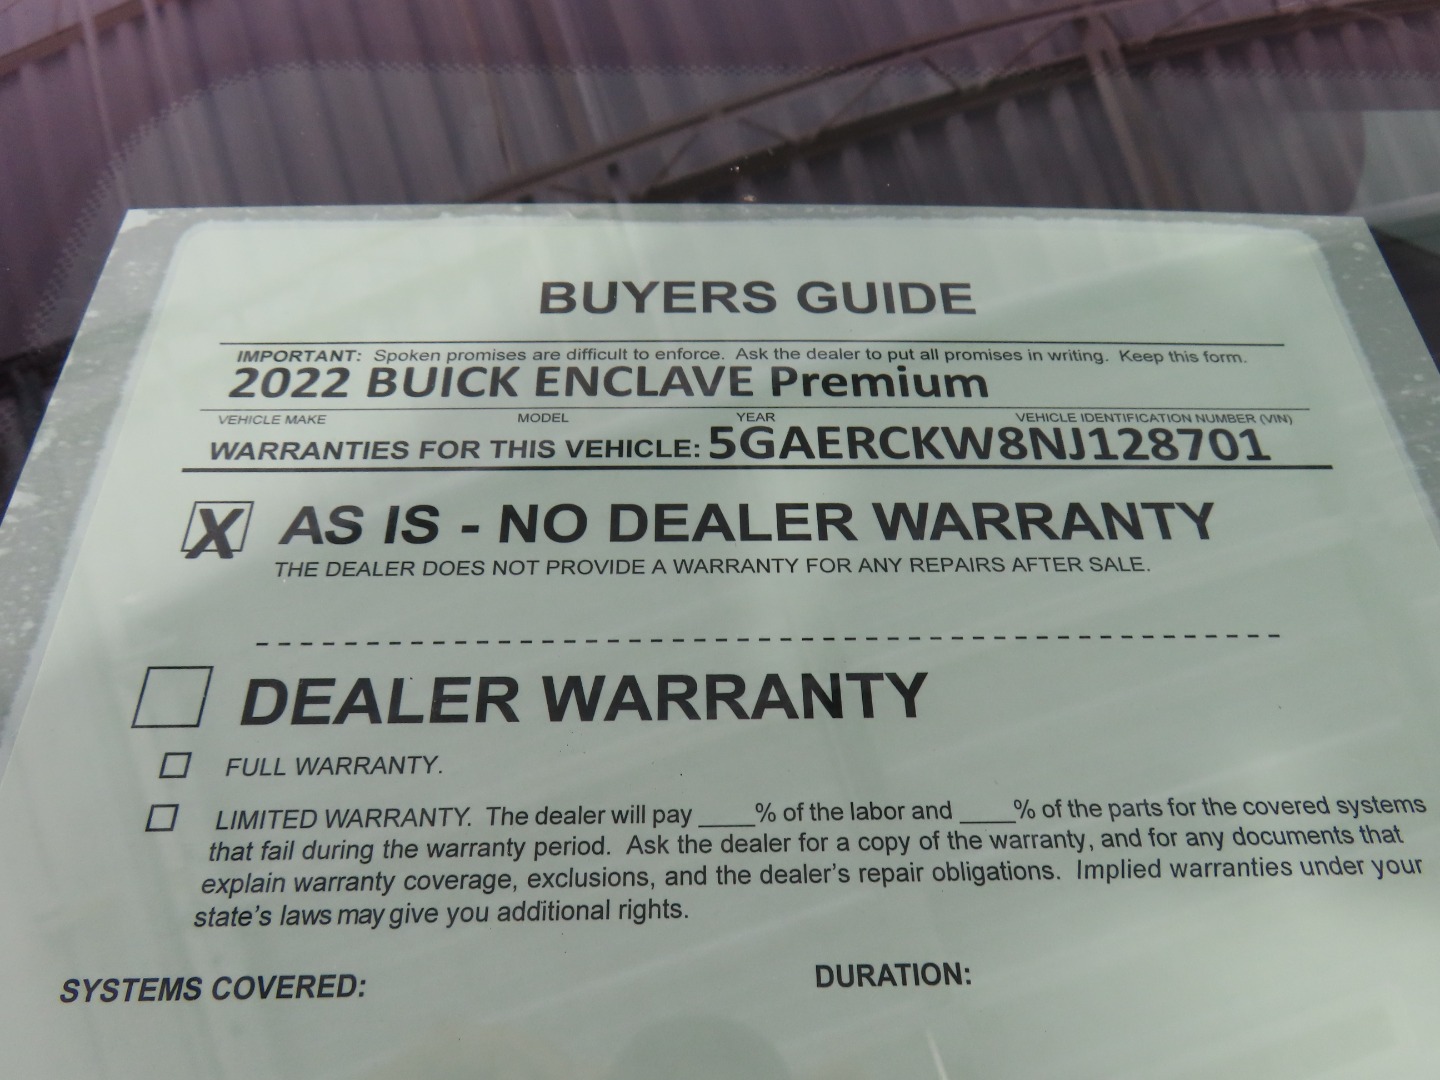 BUYERS GUIDE
IMPORTANT: Spoken promises are difficult to enforce. Ask the dealer to put all promises in writing. Keep this form.
2022 BUICK ENCLAVE Premium
VEHICLE MAKE MODEL YEAR VEHICLE IDENTIFICATION NUMBER (VIN)
WARRANTIES FOR THIS VEHICLE: 5GAERCKW8NJ128701
X AS IS - NO DEALER WARRANTY
THE DEALER DOES NOT PROVIDE A WARRANTY FOR ANY REPAIRS AFTER SALE.
DEALER WARRANTY
FULL WARRANTY.
LIMITED WARRANTY. The dealer will pay ____% of the labor and ____% of the parts for the covered systems
that fail during the warranty period. Ask the dealer for a copy of the warranty, and for any documents that
explain warranty coverage, exclusions, and the dealer's repair obligations. Implied warranties under your
state's laws may give you additional rights.
SYSTEMS COVERED: DURATION: